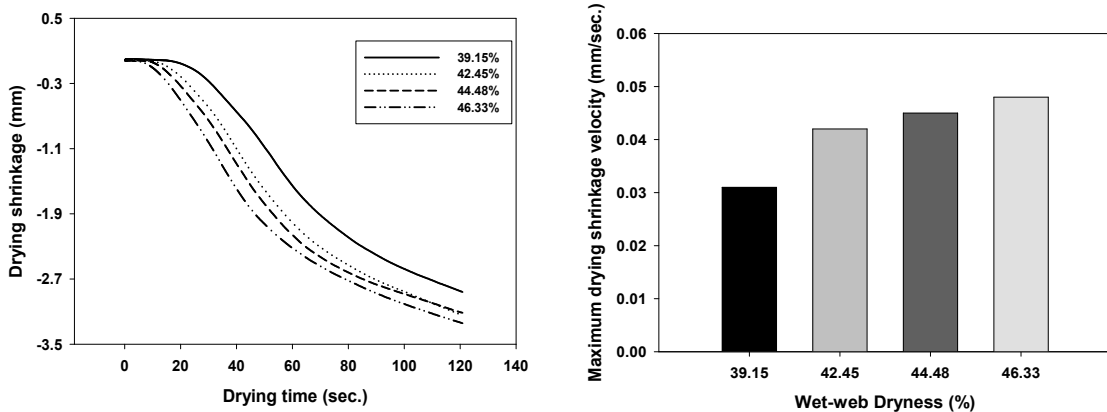 0.5
-0.3
-1.1
-1.9
-2.7
-3.5
Drying shrinkage (mm)
39.15%
42.45%
44.48%
46.33%
0 20 40 60 80 100 120 140
Drying time (sec.)
0.06
0.05
0.04
0.03
0.02
0.01
0.00
Maximum drying shrinkage velocity (mm/sec.)
39.15 42.45 44.48 46.33
Wet-web Dryness (%)